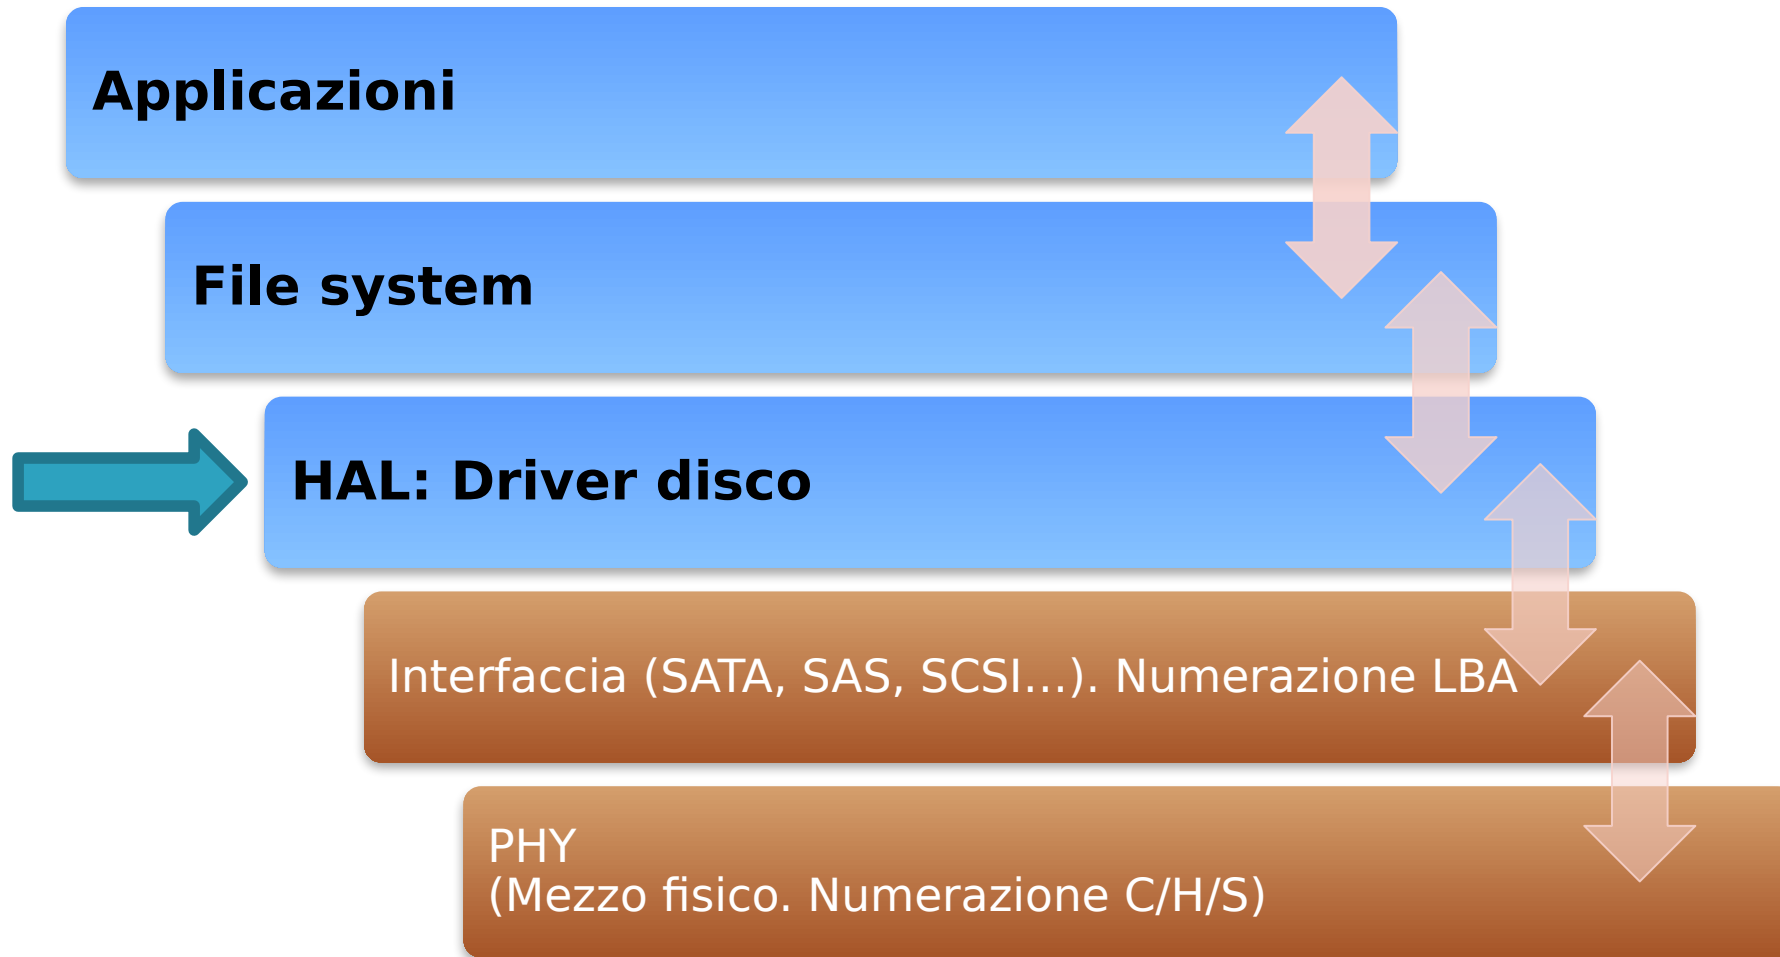 Applicazioni
File system
HAL: Driver disco
Interfaccia (SATA, SAS, SCSI…). Numerazione LBA
PHY
(Mezzo fisico. Numerazione C/H/S)